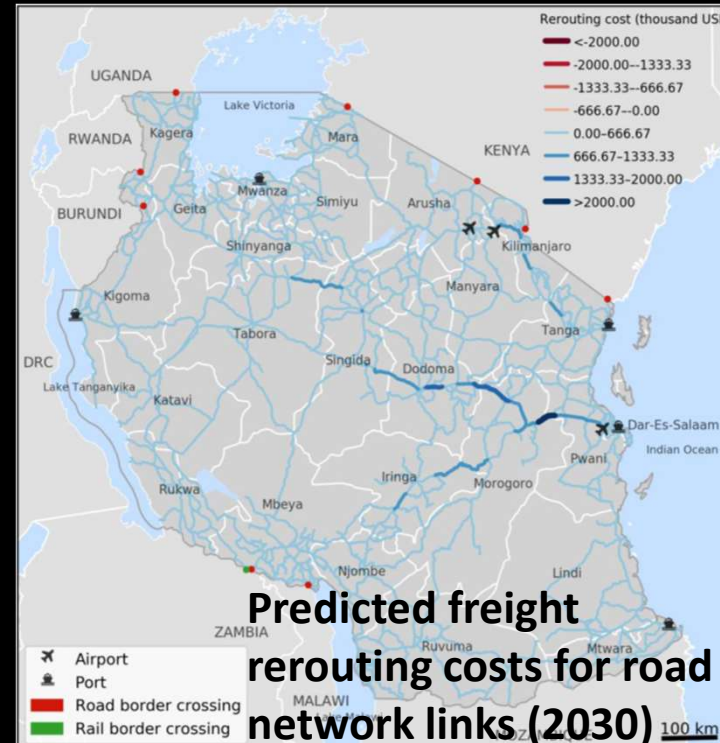 Rerouting cost (thousand US
<-2000.00
-2000.00--1333.33
-1333.33--666.67
-666.67--0.00
0.00-666.67
666.67-1333.33
1333.33-2000.00
>2000.00
UGANDA
Lake Victoria
RWANDA
Kagera
Mara
KENYA
Mwanza
BURUNDI
Geita
Simiyu
Arusha
Shinyanga
Kilimanjaro
Kigoma
Manyara
Tabora
Tanga
Singida
Dodoma
DRC
Lake Tanganyika
Katavi
Dar-Es-Salaam
Indian Ocean
Pwani
Iringa
Morogoro
Rukwa
Mbeya
Njombe
Lindi
ZAMBIA
Ruvuma
Mtwara
MALAWI
Predicted freight
rerouting costs for road
network links (2030)
Airport
Port
Road border crossing
Rail border crossing
100 km